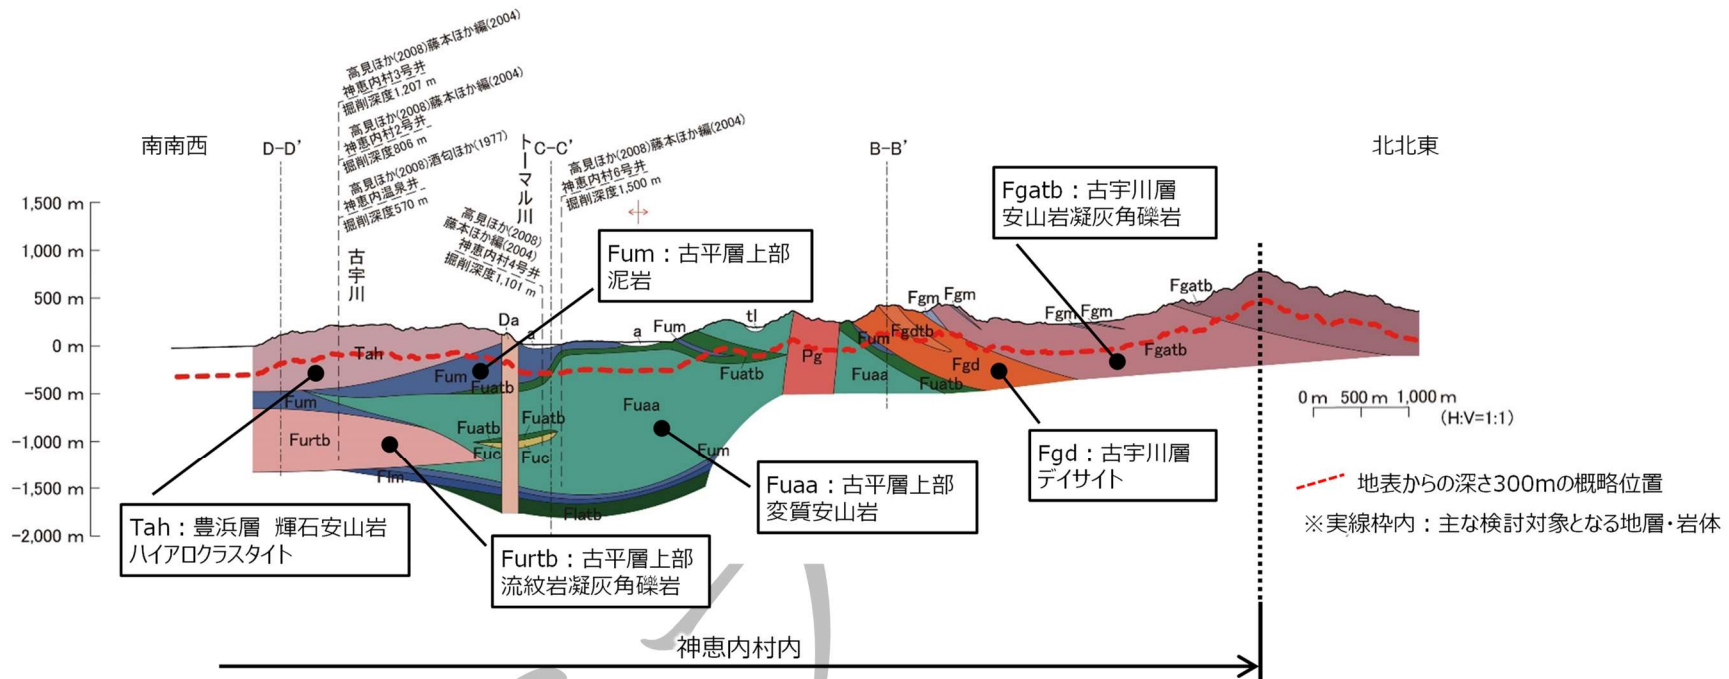 高見ほか(2008)藤本ほか編(2004)
神恵内村3号井
掘削深度1,207 m
高見ほか(2008)藤本ほか編(2004)
神恵内村2号井
掘削深度806 m
高見ほか(2008)酒匂ほか(1977)
神恵内温泉井
掘削深度570 m
南南西
D-D'
古宇川
高見ほか(2008)
藤本ほか編(2004)
神恵内村4号井
掘削深度1,101 m
トーマル川
C-C'
高見ほか(2008)藤本ほか編(2004)
神恵内村6号井
掘削深度1,500 m
B-B'
北北東
1,500 m
1,000 m
500 m
0 m
-500 m
-1,000 m
-1,500 m
-2,000 m
Fum：古平層上部
泥岩
Fgatb：古宇川層
安山岩凝灰角礫岩
Da
a
a
Fum
tl
Fgm
Fgm
Fgm
Fgm
Fgatb
Tah
Fum
Fuatb
Fum
Furtb
Fuatb
Fuatb
Fuc
Fuc
Fuaa
Fum
Flm
Flatb
Fuatb
Pg
Fum
Fuaa
Fuatb
Fgdtb
Fgd
Fgatb
0 m 500 m 1,000 m
(H:V=1:1)
Fgd：古宇川層
デイサイト
Fuaa：古平層上部
変質安山岩
Tah：豊浜層 輝石安山岩
ハイアロクラスタイト
Furtb：古平層上部
流紋岩凝灰角礫岩
地表からの深さ300mの概略位置
※実線枠内：主な検討対象となる地層・岩体
神恵内村内